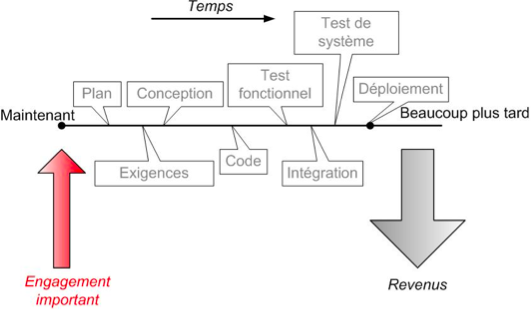 Temps
Test de
système
Plan
Conception
Test
fonctionnel
Déploiement
Maintenant
Beaucoup plus tard
Exigences
Code
Intégration
Engagement
important
Revenus